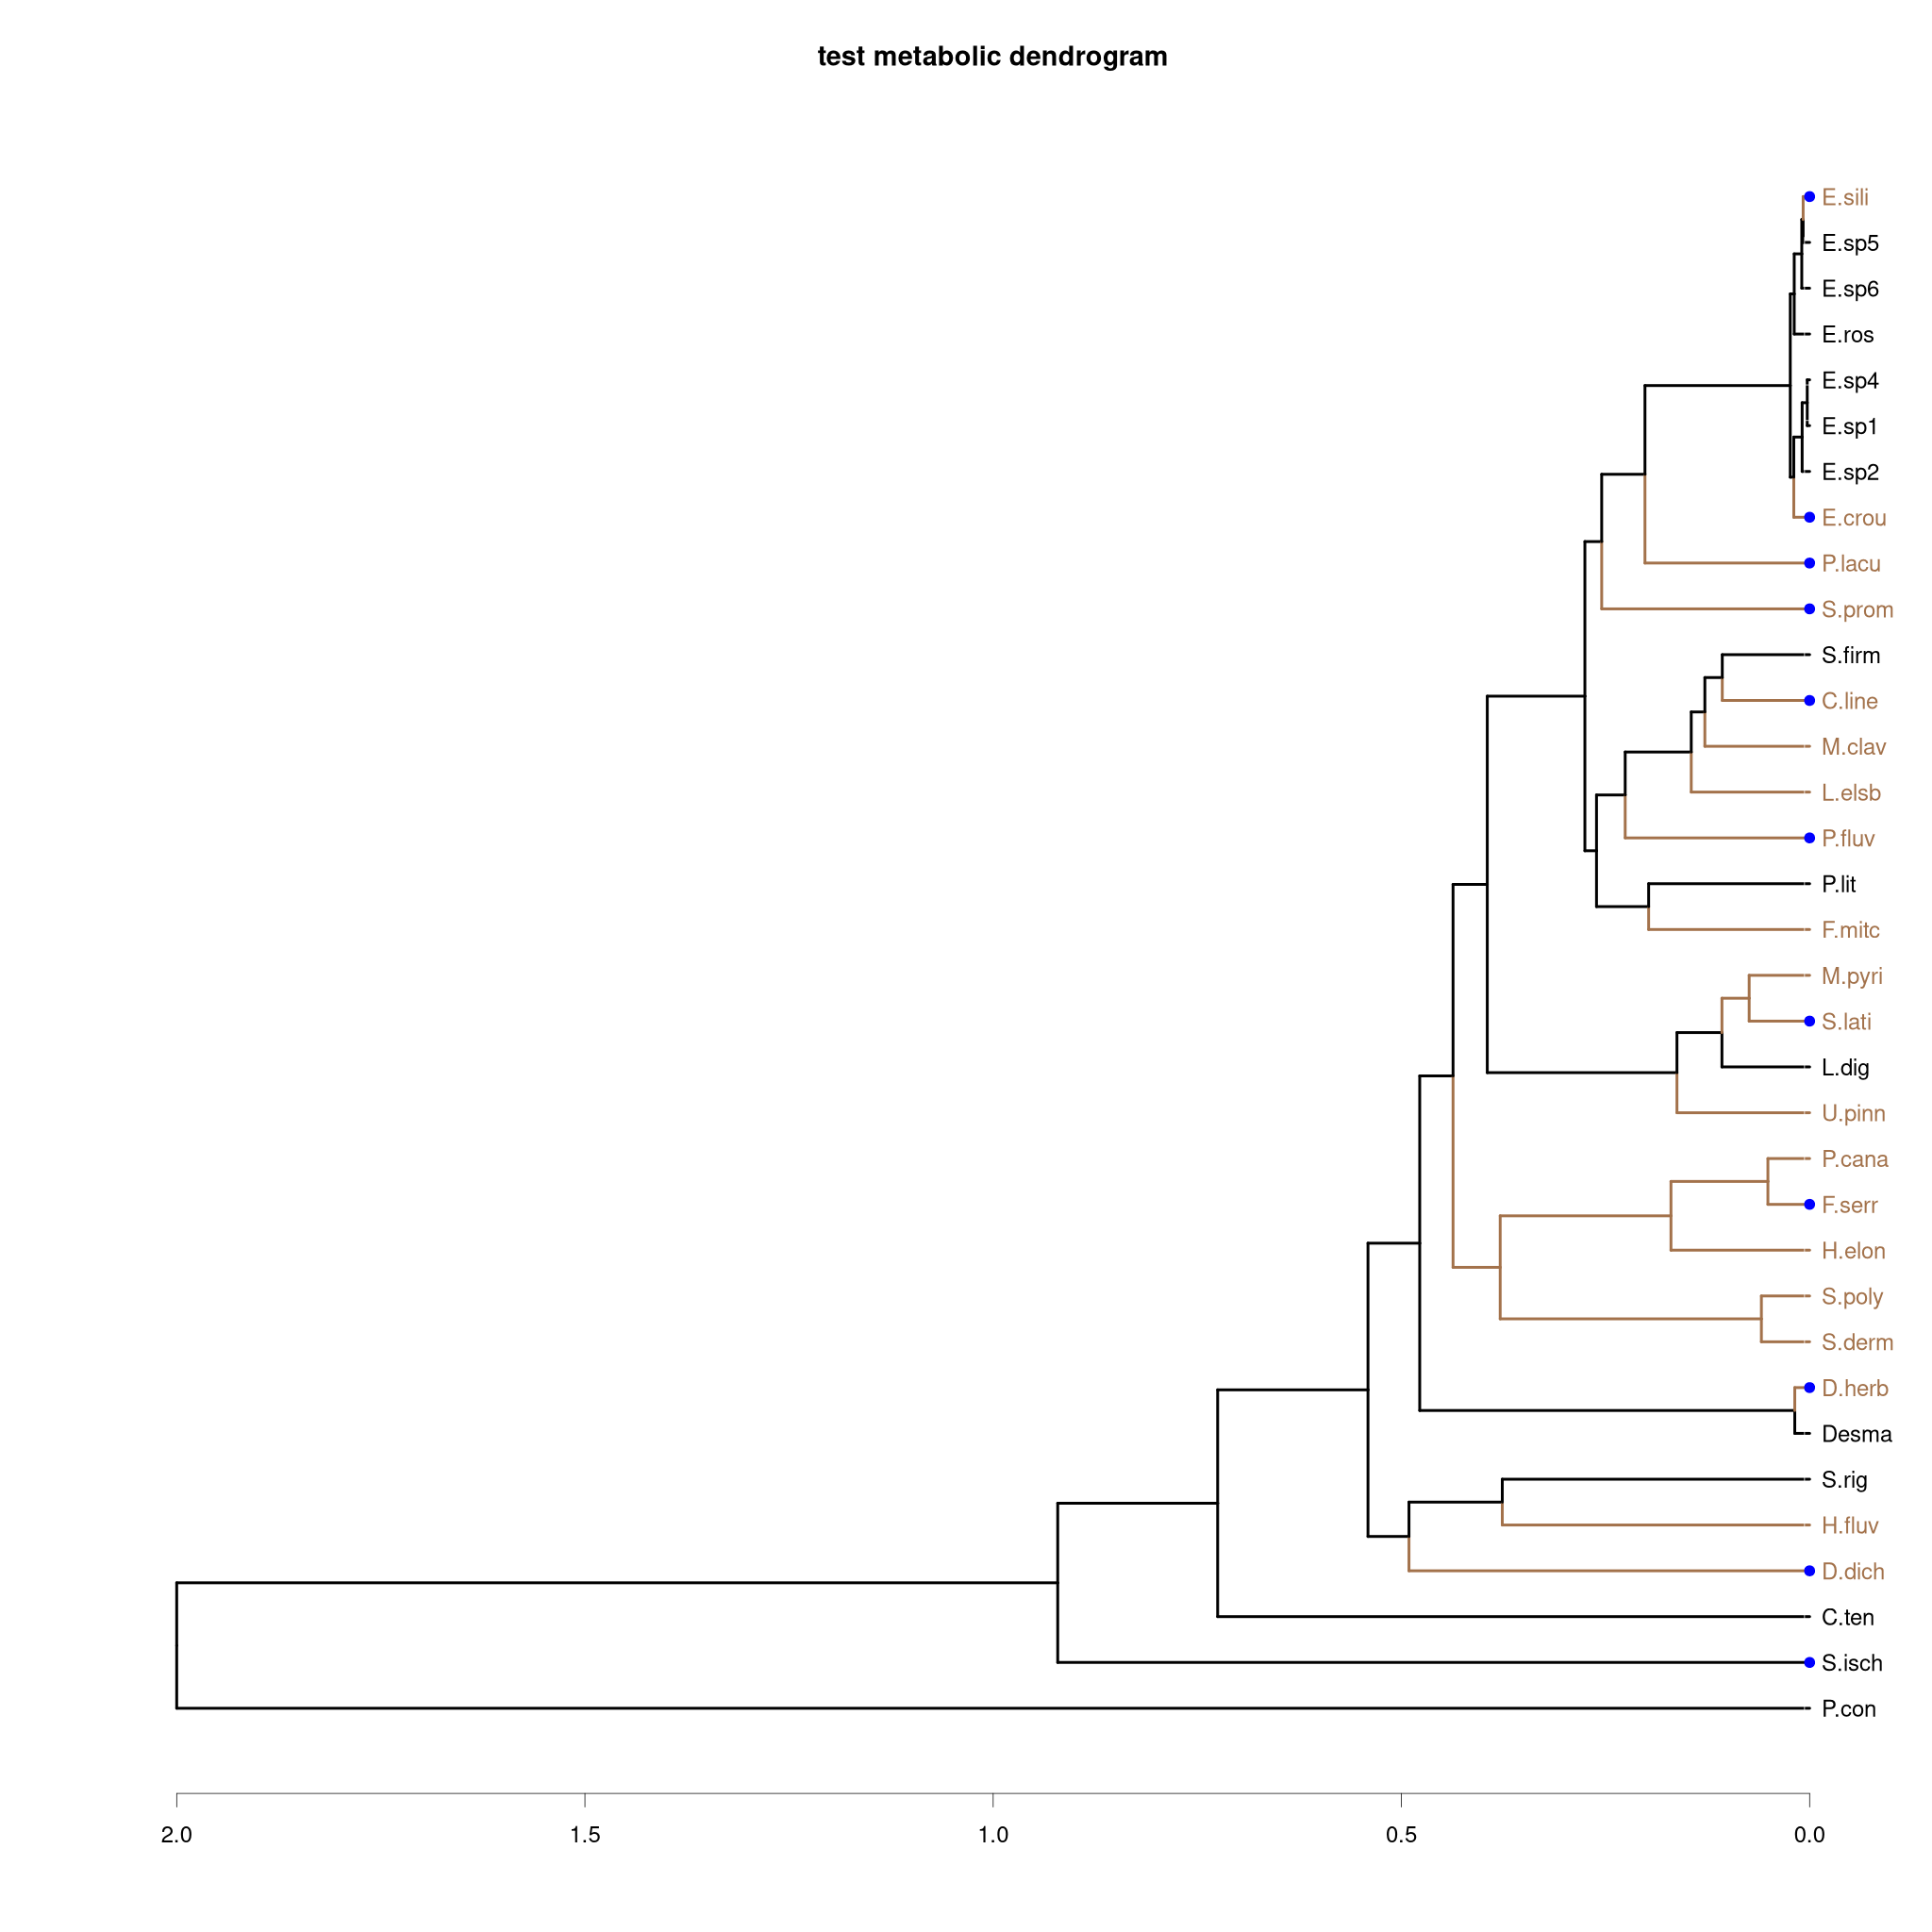 test metabolic dendrogram
E.sili
E.sp5
E.sp6
E.ros
E.sp4
E.sp1
E.sp2
E.crou
P.lacu
S.prom
S.firm
C.line
M.clav
L.elsb
P.fluv
P.lit
F.mitc
M.pyri
S.lati
L.dig
U.pinn
P.cana
F.serr
H.elon
S.poly
S.derm
D.herb
Desma
S.rig
H.fluv
D.dich
C.ten
S.isch
P.con
2.0 1.5 1.0 0.5 0.0